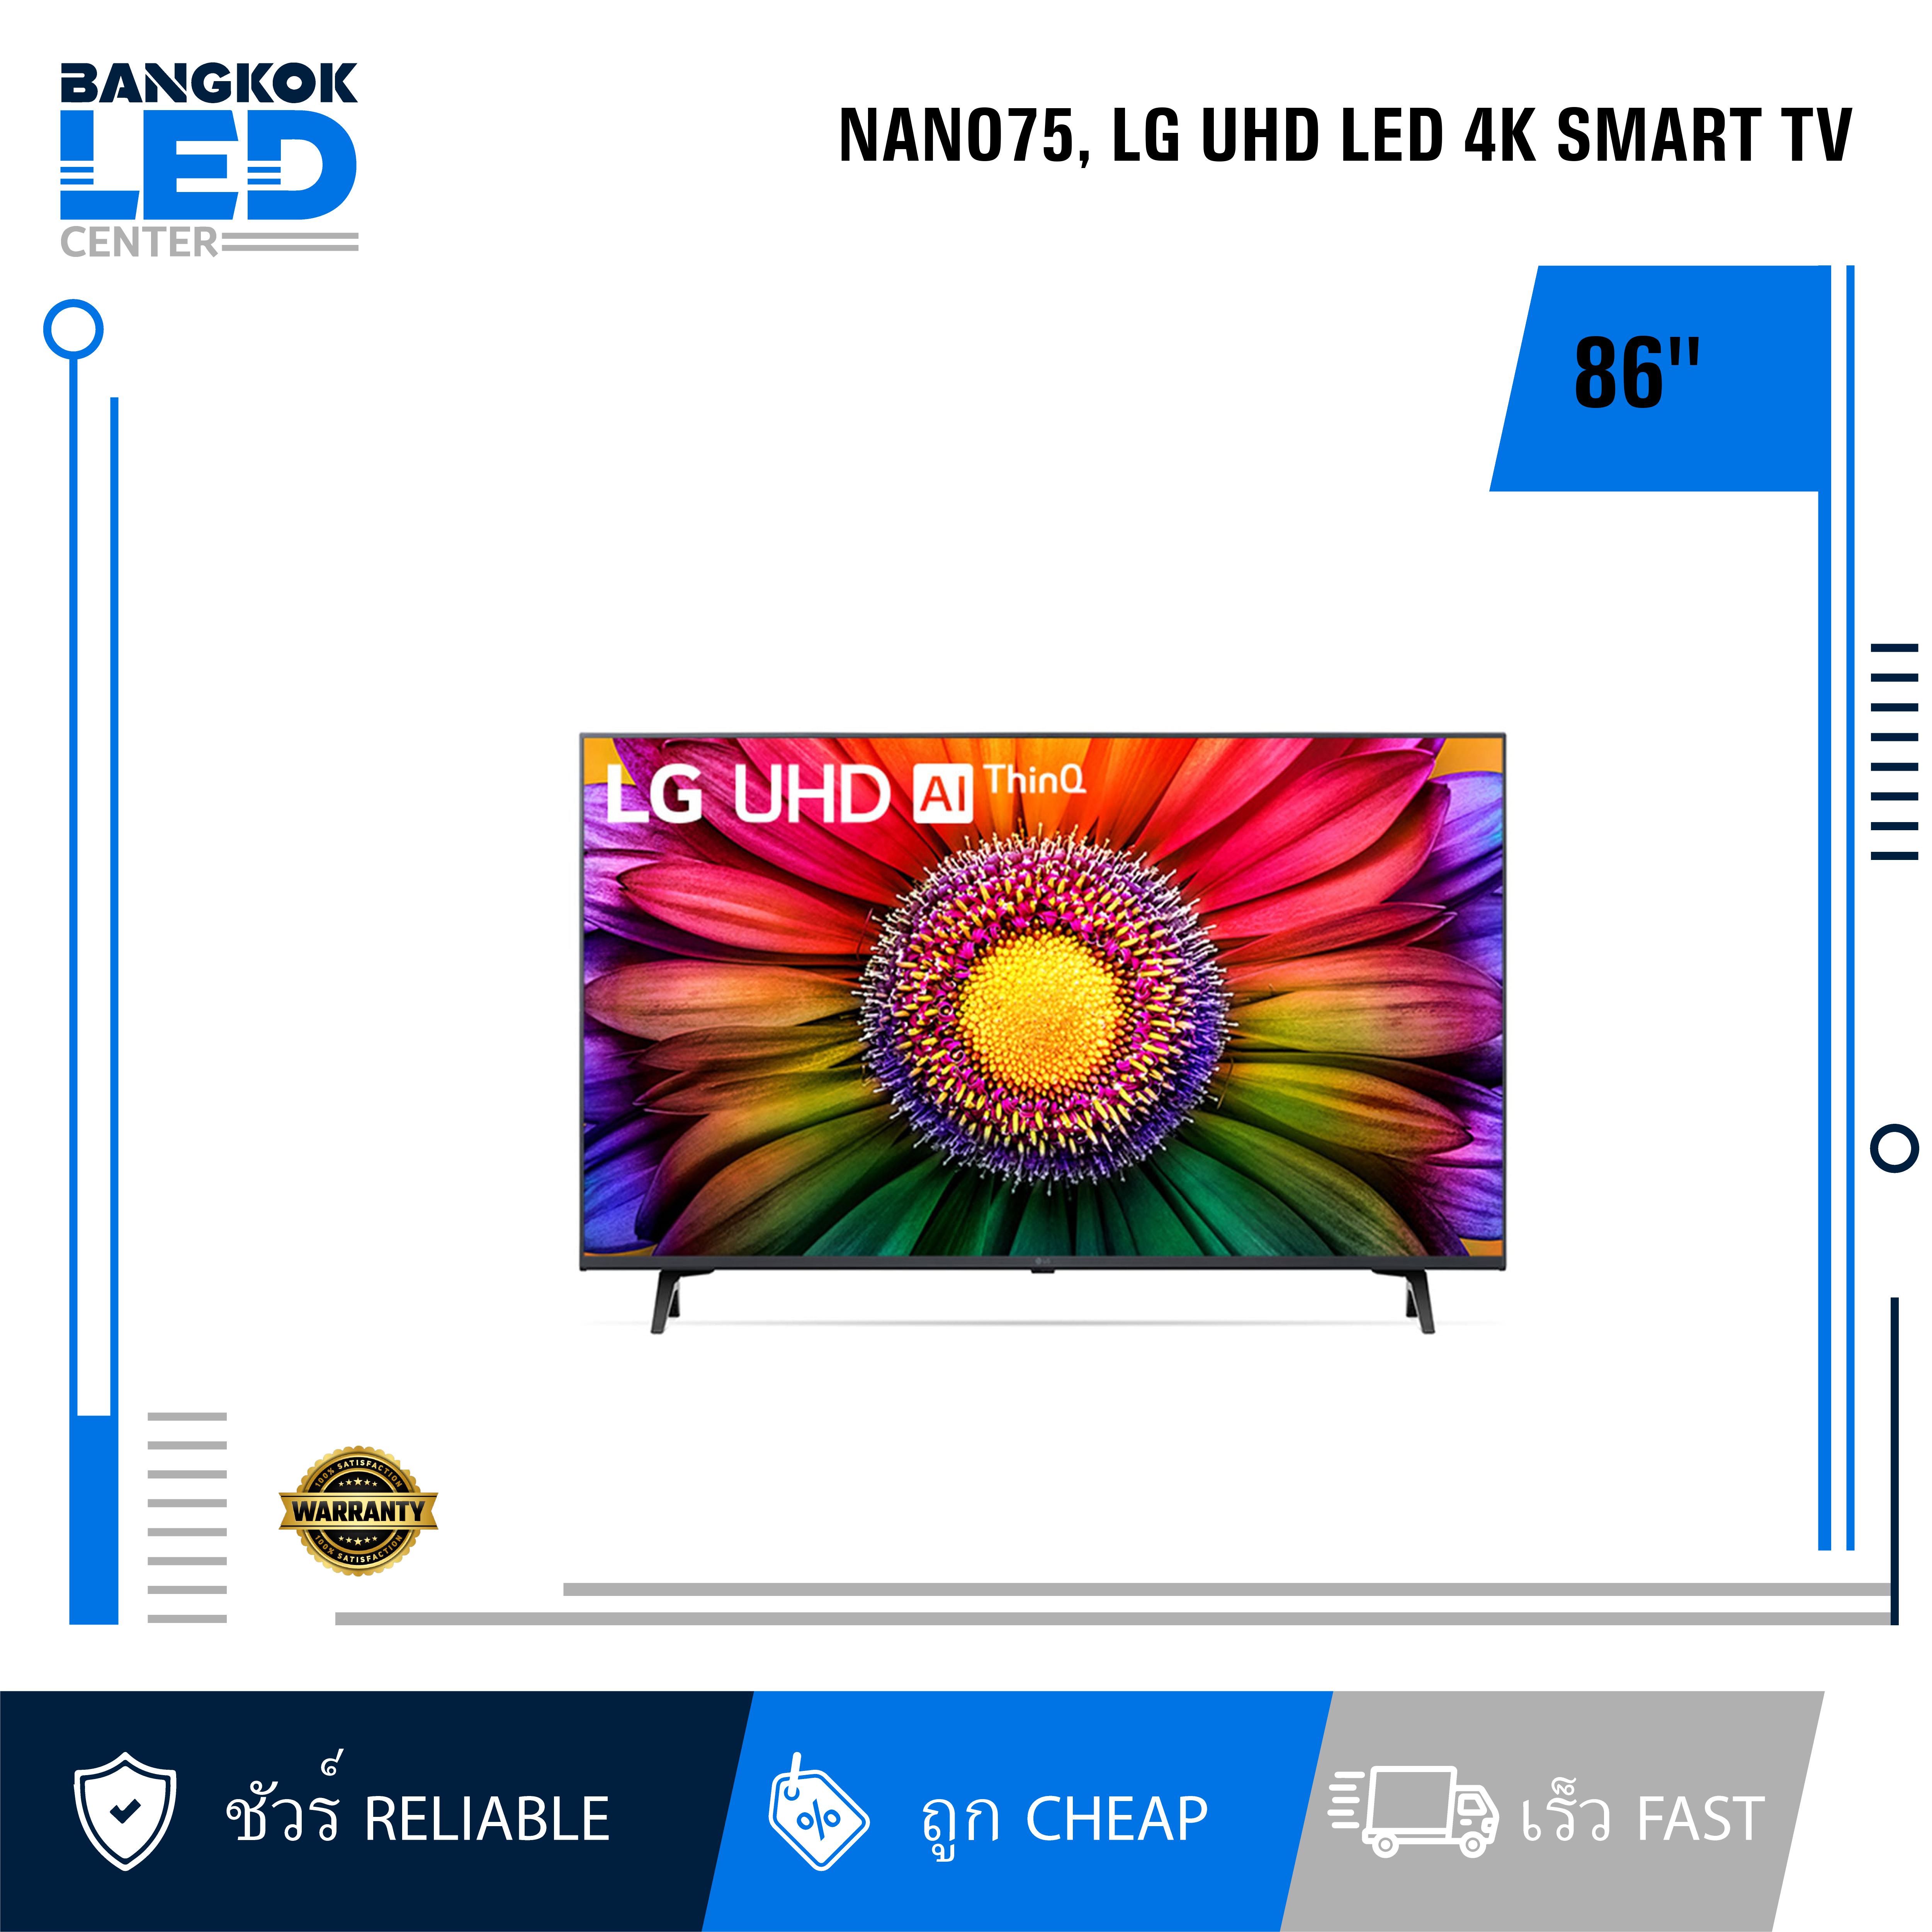 BANGKOK
LED
CENTER
NANO75, LG UHD LED 4K SMART TV
86"
LG UHD AI ThinQ
100% SATISFACTION
WARRANTY
100% SATISFACTION
ชัวร์ RELIABLE
% ถูก CHEAP
เร็ว FAST